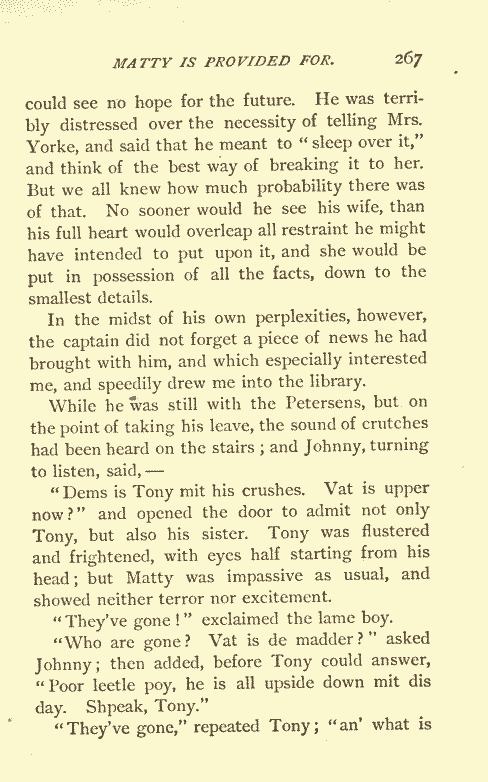 MATTY IS PROVIDED FOR. 267
could see no hope for the future. He was terri-
bly distressed over the necessity of telling Mrs.
Yorke, and said that he meant to "sleep over it,"
and think of the best way of breaking it to her.
But we all knew how much probability there was
of that. No sooner would he see his wife, than
his full heart would overleap all restraint he might
have intended to put upon it, and she would be
put in possession of all the facts, down to the
smallest details.
In the midst of his own perplexities, however,
the captain did not forget a piece of news he had
brought with him, and which especially interested
me, and speedily drew me into the library.
While he was still with the Petersens, but on
the point of taking his leave, the sound of crutches
had been heard on the stairs; and Johnny, turning
to listen, said,—
"Dems is Tony mit his crushes. Vat is upper
now?" and opened the door to admit not only
Tony, but also his sister. Tony was flustered
and frightened, with eyes half starting from his
head; but Matty was impassive as usual, and
showed neither terror nor excitement.
"They've gone!" exclaimed the lame boy.
"Who are gone? Vat is de madder?" asked
Johnny; then added, before Tony could answer,
"Poor leetle poy, he is all upside down mit dis
day. Shpeak, Tony."
"They've gone," repeated Tony; "an' what is